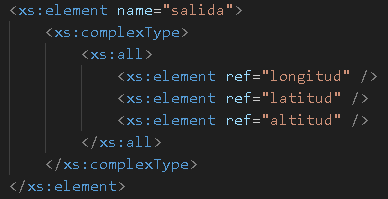 <xs:element name="salida">
    <xs:complexType>
        <xs:all>
            <xs:element ref="longitud" />
            <xs:element ref="latitud" />
            <xs:element ref="altitud" />
        </xs:all>
    </xs:complexType>
</xs:element>